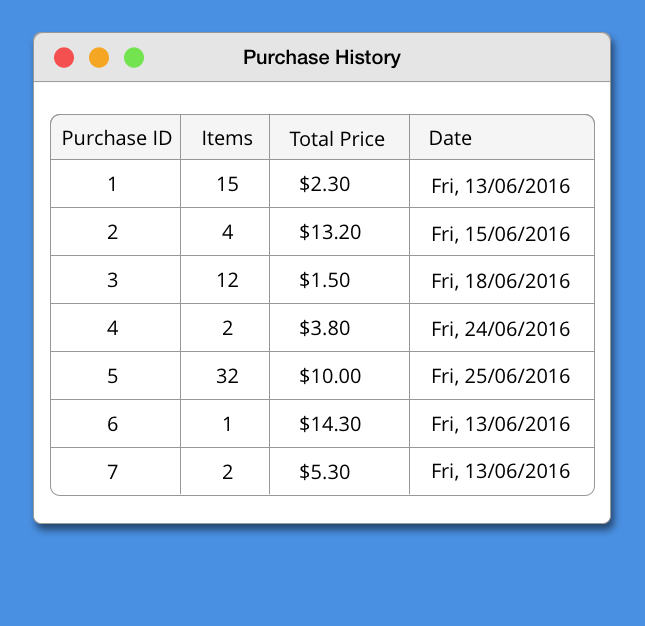 Purchase History
Purchase ID Items Total Price Date
1 15 $2.30 Fri, 13/06/2016
2 4 $13.20 Fri, 15/06/2016
3 12 $1.50 Fri, 18/06/2016
4 2 $3.80 Fri, 24/06/2016
5 32 $10.00 Fri, 25/06/2016
6 1 $14.30 Fri, 13/06/2016
7 2 $5.30 Fri, 13/06/2016